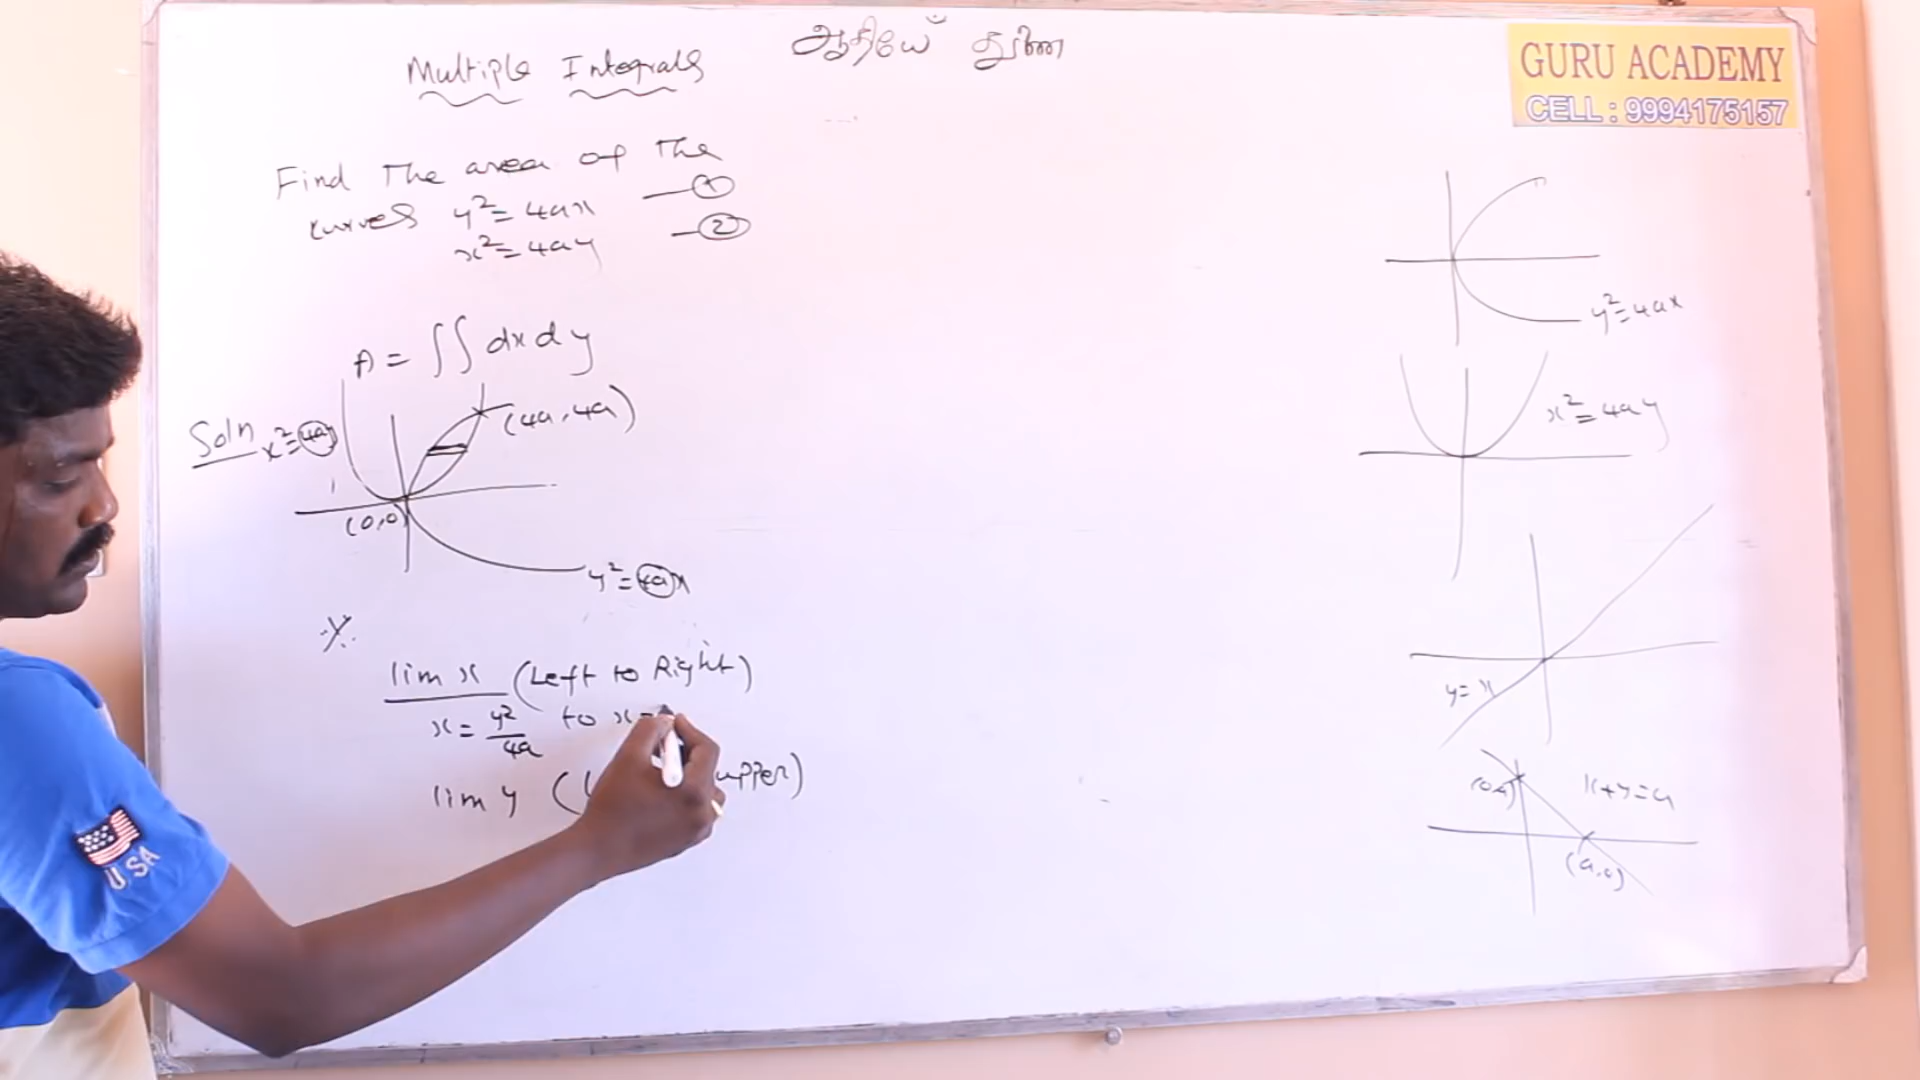 Multiple Integrals
ஆதியே துணை
GURU ACADEMY
CELL : 9994175157
Find The area of The
curves y²=4ax —①
x²=4ay —②
A = ∫∫ dx dy
Soln
x²=4ay
(4a,4a)
(0,0)
y²=4ax
lim x (Left to Right)
x = y²/4a to x=
lim y ( upper)
y²=4ax
x²=4ay
y=x
(0,a)
x+y=a
(a,0)
USA